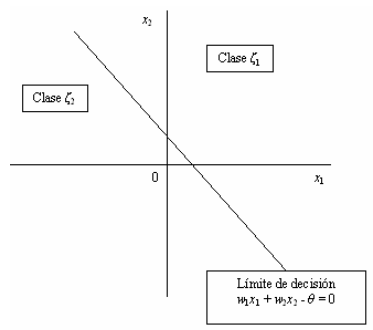 x₂
Clase ζ₁
Clase ζ₂
0
x₁
Límite de decisión
w₁x₁ + w₂x₂ - θ = 0